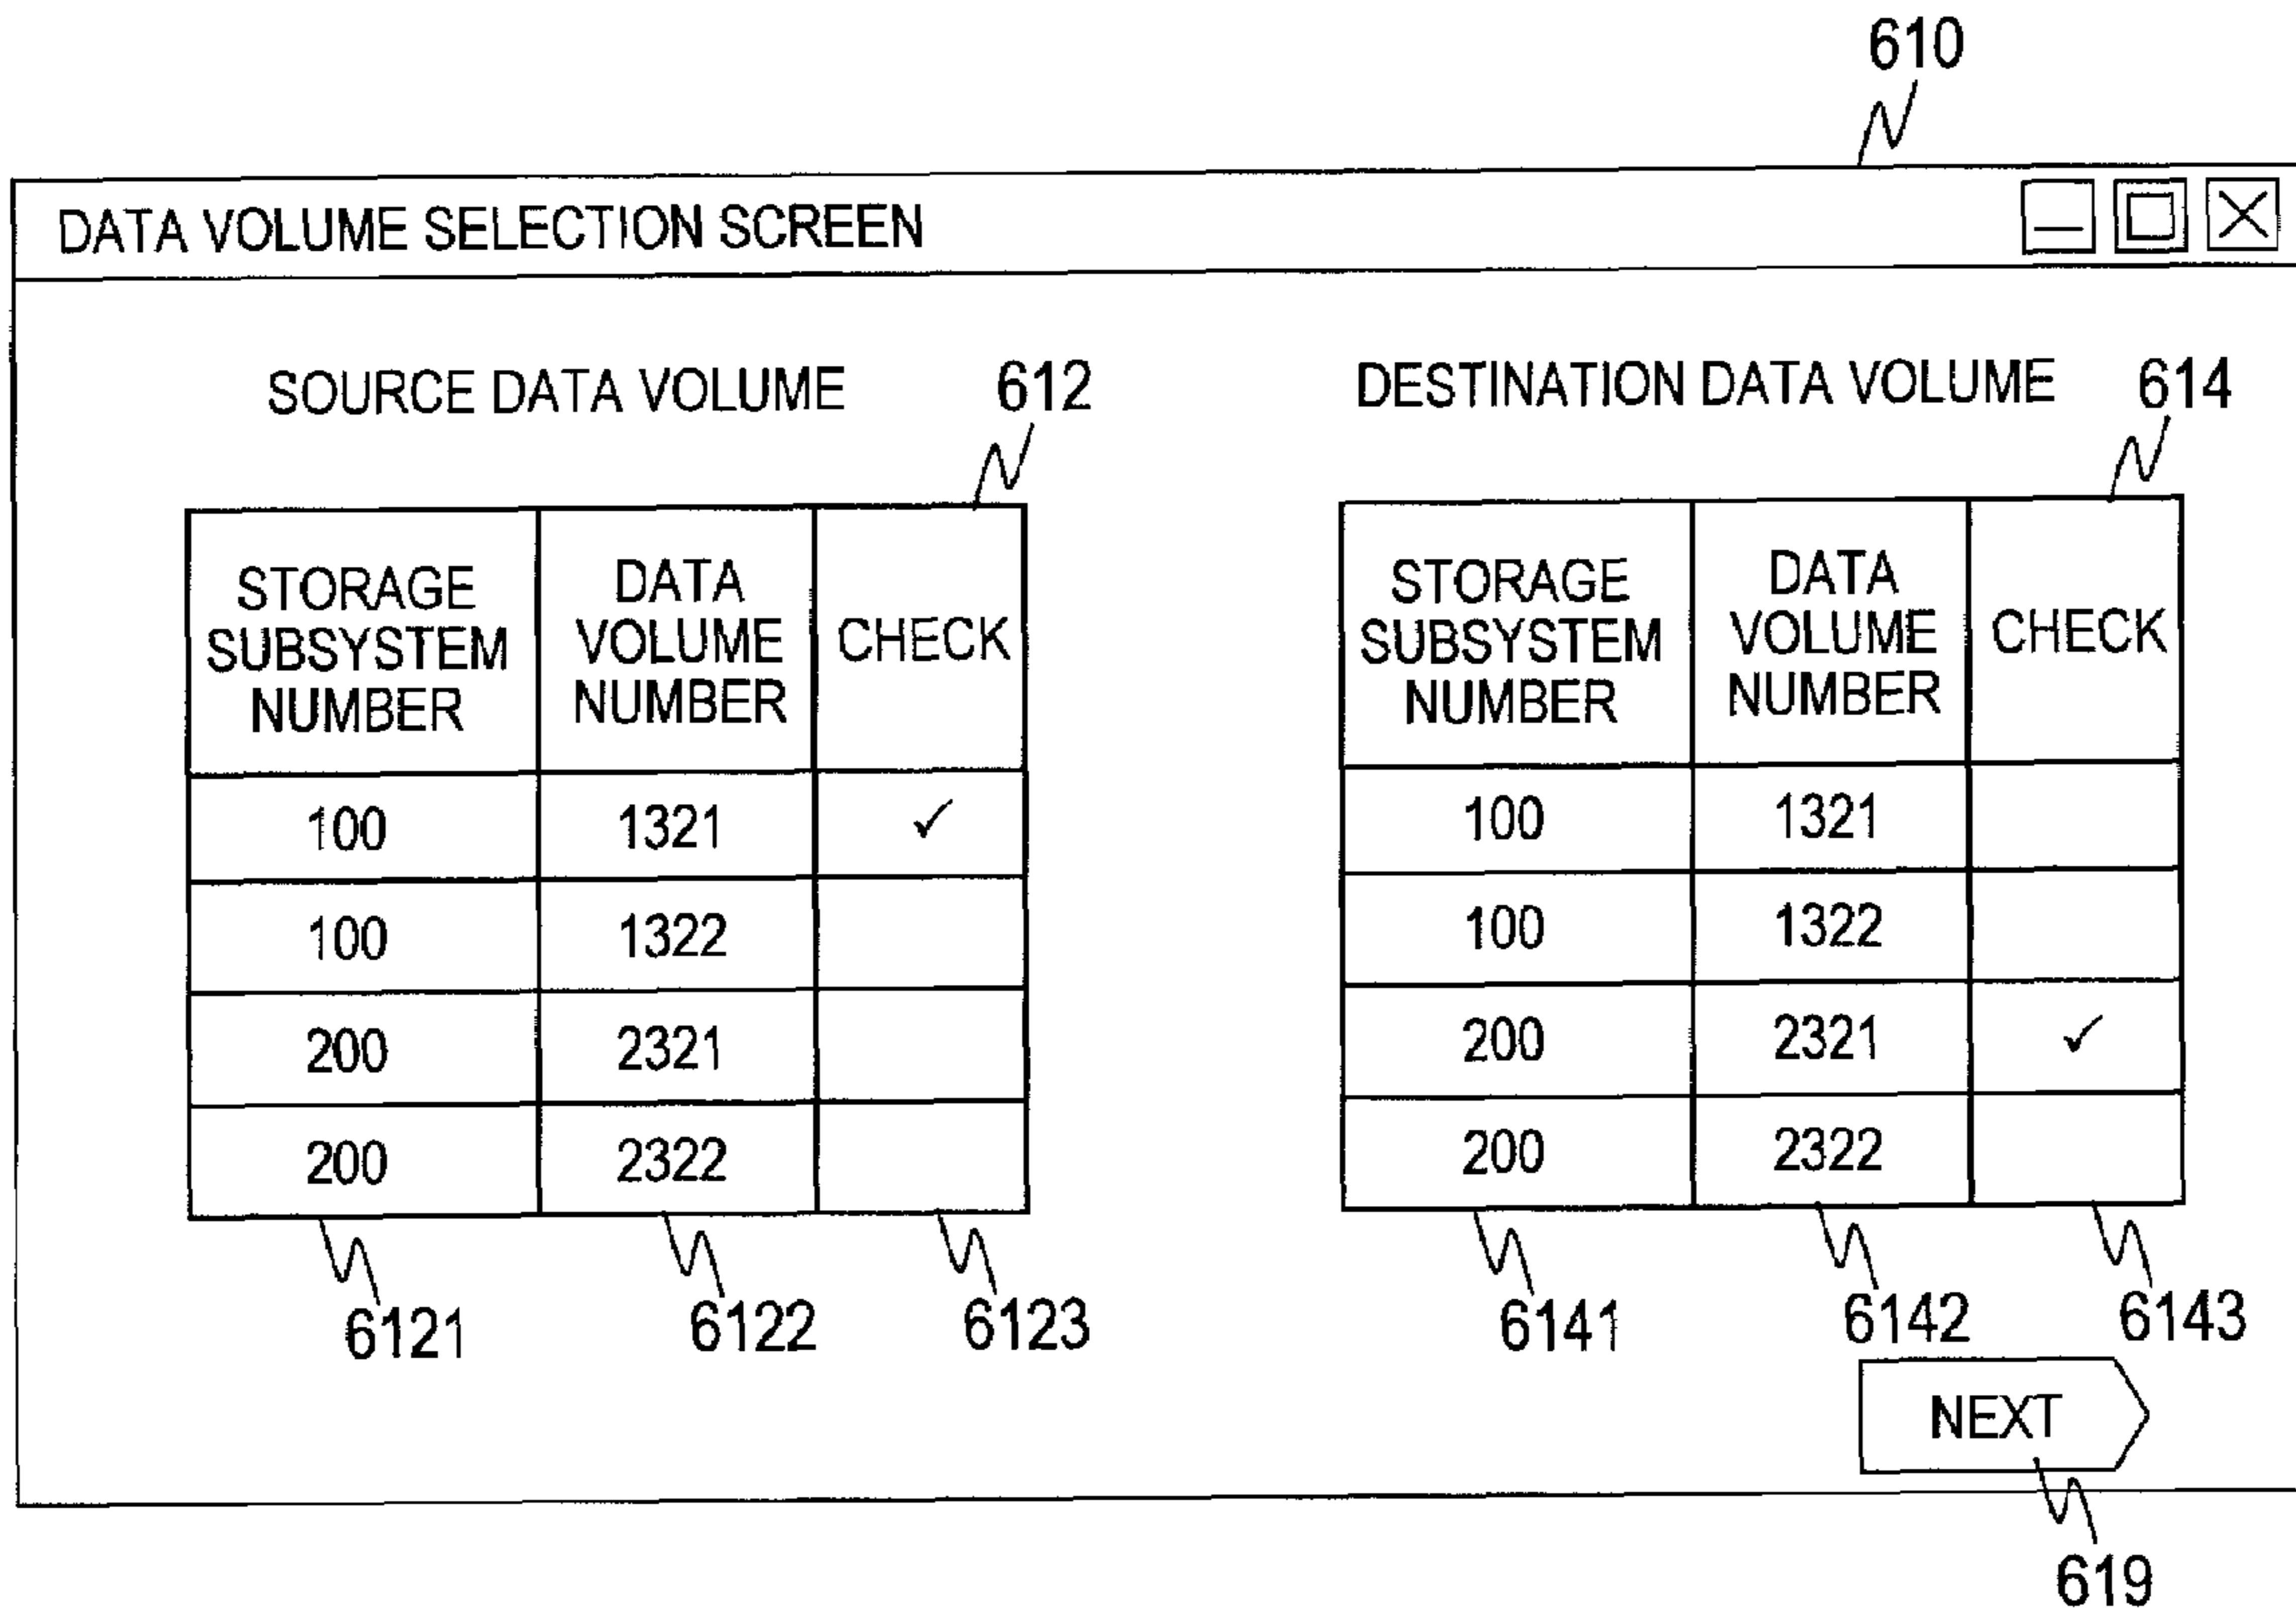 610
DATA VOLUME SELECTION SCREEN
SOURCE DATA VOLUME 612
DESTINATION DATA VOLUME 614
STORAGE SUBSYSTEM NUMBER DATA VOLUME NUMBER CHECK
100 1321 ✓
100 1322
200 2321
200 2322
6121 6122 6123
STORAGE SUBSYSTEM NUMBER DATA VOLUME NUMBER CHECK
100 1321
100 1322
200 2321 ✓
200 2322
6141 6142 6143
NEXT
619